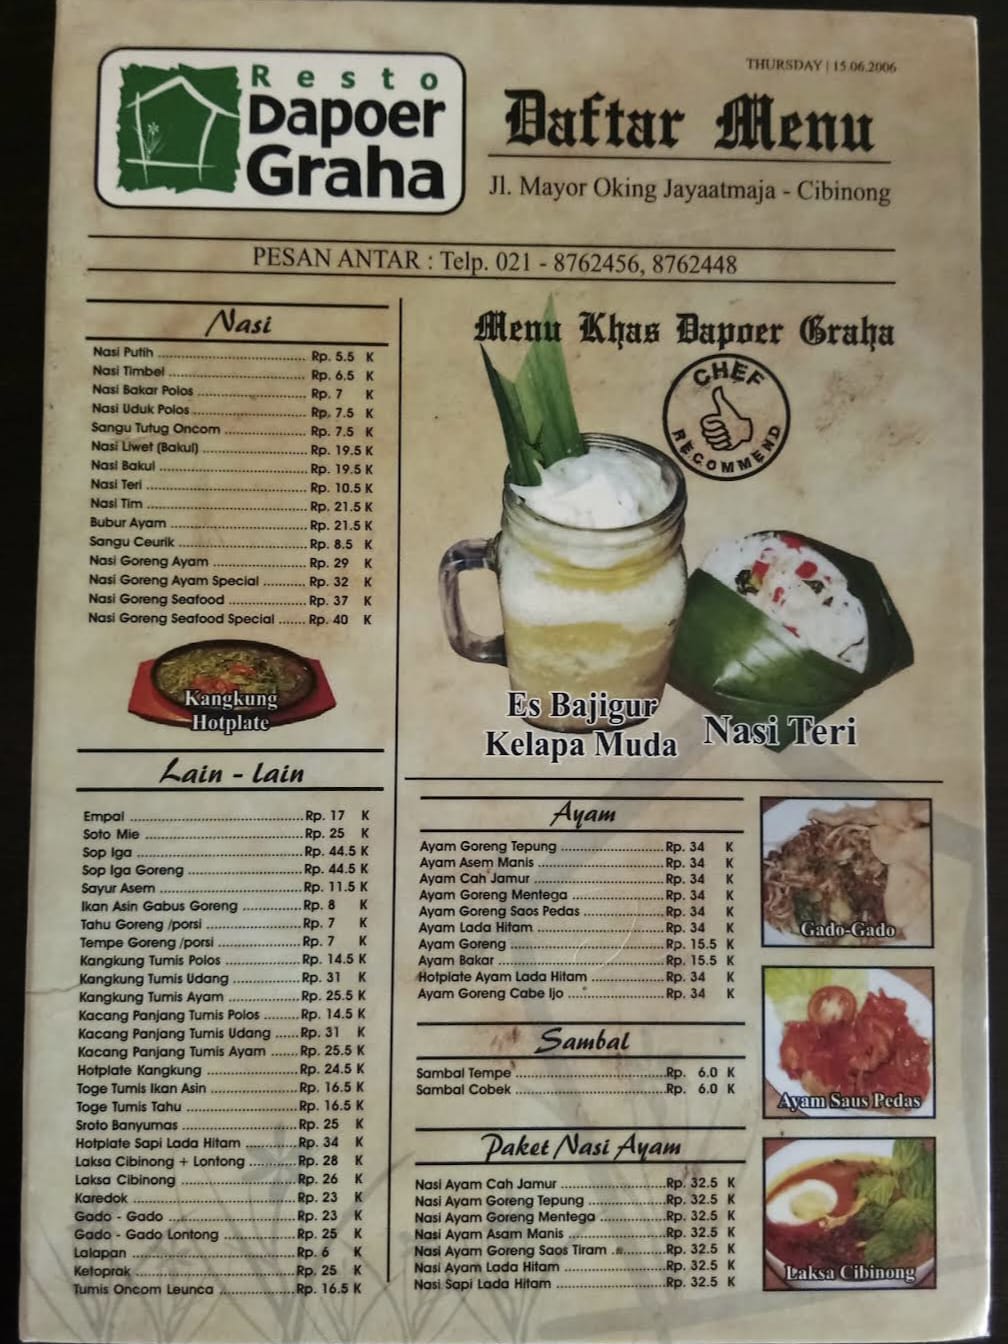 Resto
Dapoer
Graha
THURSDAY | 15.06.2006
Daftar Menu
Jl. Mayor Oking Jayaatmaja - Cibinong
PESAN ANTAR : Telp. 021 - 8762456, 8762448
Nasi
Nasi Putih ............ Rp. 5.5 K
Nasi Timbel ............ Rp. 6.5 K
Nasi Bakar Polos ............ Rp. 7 K
Nasi Uduk Polos ............ Rp. 7.5 K
Sangu Tutug Oncom ............ Rp. 7.5 K
Nasi Liwet (Bakul) ............ Rp. 19.5 K
Nasi Bakul ............ Rp. 19.5 K
Nasi Teri ............ Rp. 10.5 K
Nasi Tim ............ Rp. 21.5 K
Bubur Ayam ............ Rp. 21.5 K
Sangu Ceurik ............ Rp. 8.5 K
Nasi Goreng Ayam ............ Rp. 29 K
Nasi Goreng Ayam Special .......... Rp. 32 K
Nasi Goreng Seafood ............ Rp. 37 K
Nasi Goreng Seafood Special ....... Rp. 40 K
Kangkung
Hotplate
Lain - lain
Empal ............ Rp. 17 K
Soto Mie ............ Rp. 25 K
Sop Iga ............ Rp. 44.5 K
Sop Iga Goreng ............ Rp. 44.5 K
Sayur Asem ............ Rp. 11.5 K
Ikan Asin Gabus Goreng ............ Rp. 8 K
Tahu Goreng /porsi ............ Rp. 7 K
Tempe Goreng /porsi ............ Rp. 7 K
Kangkung Tumis Polos ............ Rp. 14.5 K
Kangkung Tumis Udang ............ Rp. 31 K
Kangkung Tumis Ayam ............ Rp. 25.5 K
Kacang Panjang Tumis Polos ........ Rp. 14.5 K
Kacang Panjang Tumis Udang ...... Rp. 31 K
Kacang Panjang Tumis Ayam ....... Rp. 25.5 K
Hotplate Kangkung ............ Rp. 24.5 K
Toge Tumis Ikan Asin ............ Rp. 16.5 K
Toge Tumis Tahu ............ Rp. 16.5 K
Sroto Banyumas ............ Rp. 25 K
Hotplate Sapi Lada Hitam ............ Rp. 34 K
Laksa Cibinong + Lontong ............ Rp. 28 K
Laksa Cibinong ............ Rp. 26 K
Karedok ............ Rp. 23 K
Gado - Gado ............ Rp. 23 K
Gado - Gado Lontong ............ Rp. 25 K
Lalapan ............ Rp. 6 K
Ketoprak ............ Rp. 25 K
Tumis Oncom Leunca ............ Rp. 16.5 K
Menu Khas Dapoer Graha
CHEF
RECOMMEND
Es Bajigur
Kelapa Muda
Nasi Teri
Ayam
Ayam Goreng Tepung ............ Rp. 34 K
Ayam Asem Manis ............ Rp. 34 K
Ayam Cah Jamur ............ Rp. 34 K
Ayam Goreng Mentega ............ Rp. 34 K
Ayam Goreng Saos Pedas ............ Rp. 34 K
Ayam Lada Hitam ............ Rp. 34 K
Ayam Goreng ............ Rp. 15.5 K
Ayam Bakar ............ Rp. 15.5 K
Hotplate Ayam Lada Hitam ............ Rp. 34 K
Ayam Goreng Cabe Ijo ............ Rp. 34 K
Sambal
Sambal Tempe ............ Rp. 6.0 K
Sambal Cobek ............ Rp. 6.0 K
Paket Nasi Ayam
Nasi Ayam Cah Jamur ............ Rp. 32.5 K
Nasi Ayam Goreng Tepung ............ Rp. 32.5 K
Nasi Ayam Goreng Mentega ............ Rp. 32.5 K
Nasi Ayam Asam Manis ............ Rp. 32.5 K
Nasi Ayam Goreng Saos Tiram ............ Rp. 32.5 K
Nasi Ayam Lada Hitam ............ Rp. 32.5 K
Nasi Sapi Lada Hitam ............ Rp. 32.5 K
Gado-Gado
Ayam Saus Pedas
Laksa Cibinong